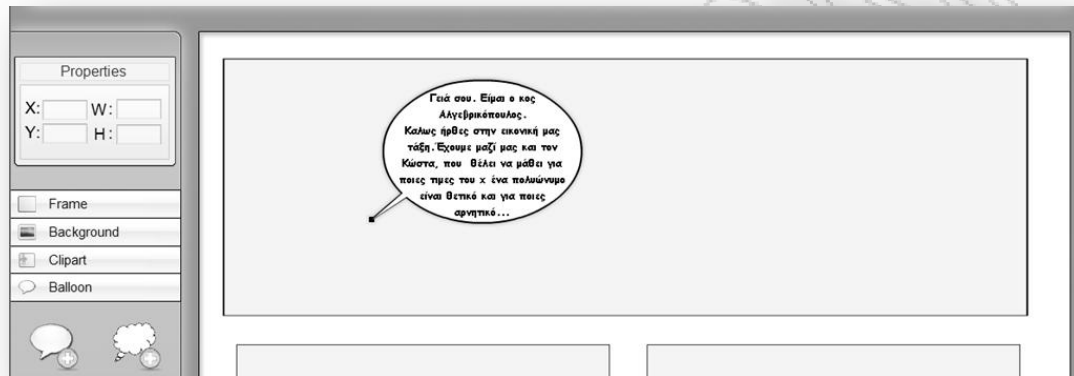 Properties
X: W:
Y: H:
Frame
Background
Clipart
Balloon
Γειά σου. Είμαι ο κος
Αλγεβρικόπουλος.
Καλως ήρθες στην εικονική μας
τάξη. Έχουμε μαζί μας και τον
Κώστα, που θέλει να μάθει για
ποιες τιμες του x ένα πολυώνυμο
είναι θετικό και για ποιες
αρνητικό...